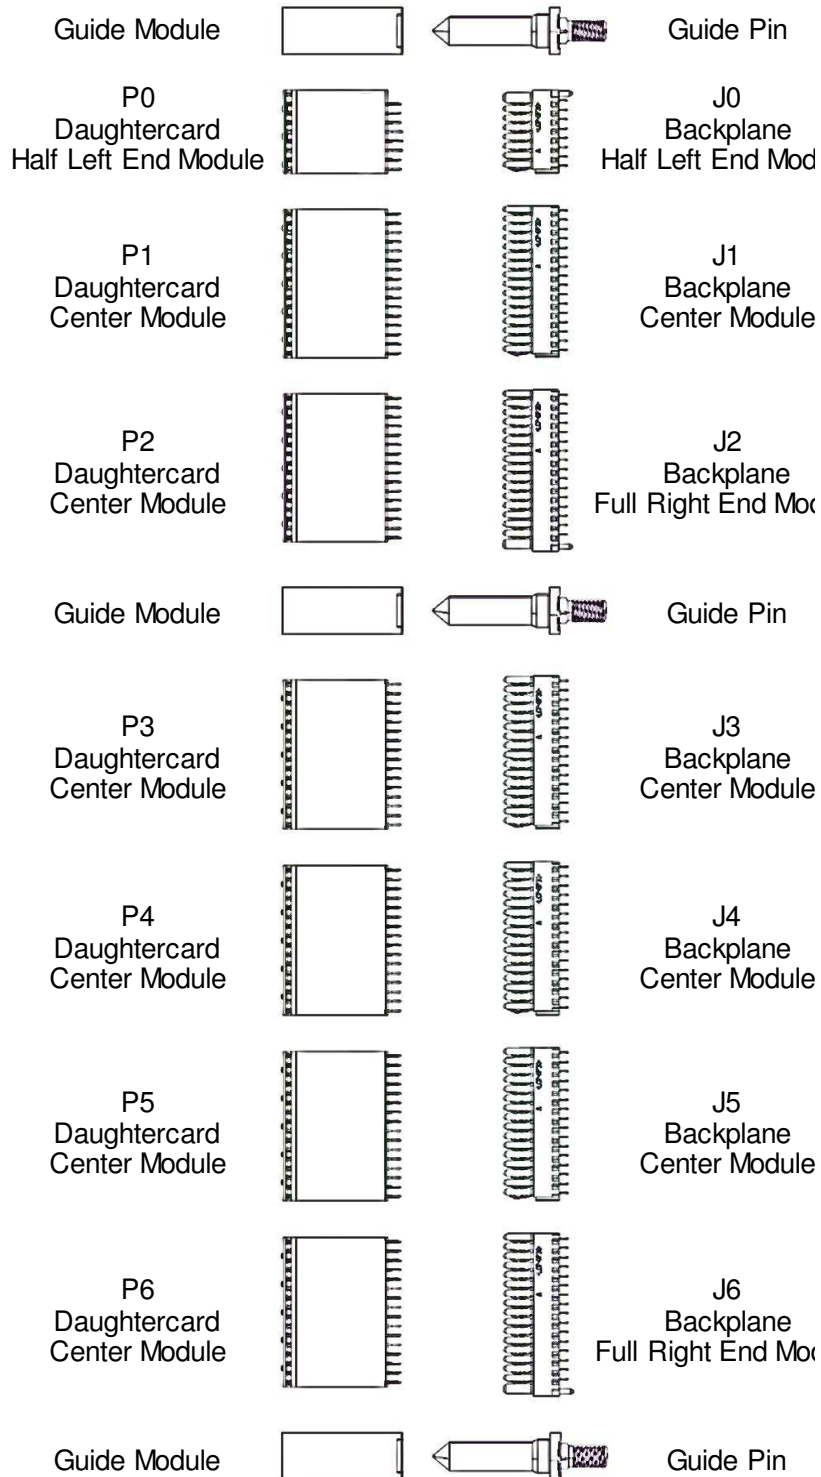 Guide Module
Guide Pin
P0
Daughtercard
Half Left End Module
J0
Backplane
Half Left End Mod
P1
Daughtercard
Center Module
J1
Backplane
Center Module
P2
Daughtercard
Center Module
J2
Backplane
Full Right End Mod
Guide Module
Guide Pin
P3
Daughtercard
Center Module
J3
Backplane
Center Module
P4
Daughtercard
Center Module
J4
Backplane
Center Module
P5
Daughtercard
Center Module
J5
Backplane
Center Module
P6
Daughtercard
Center Module
J6
Backplane
Full Right End Mod
Guide Module
Guide Pin